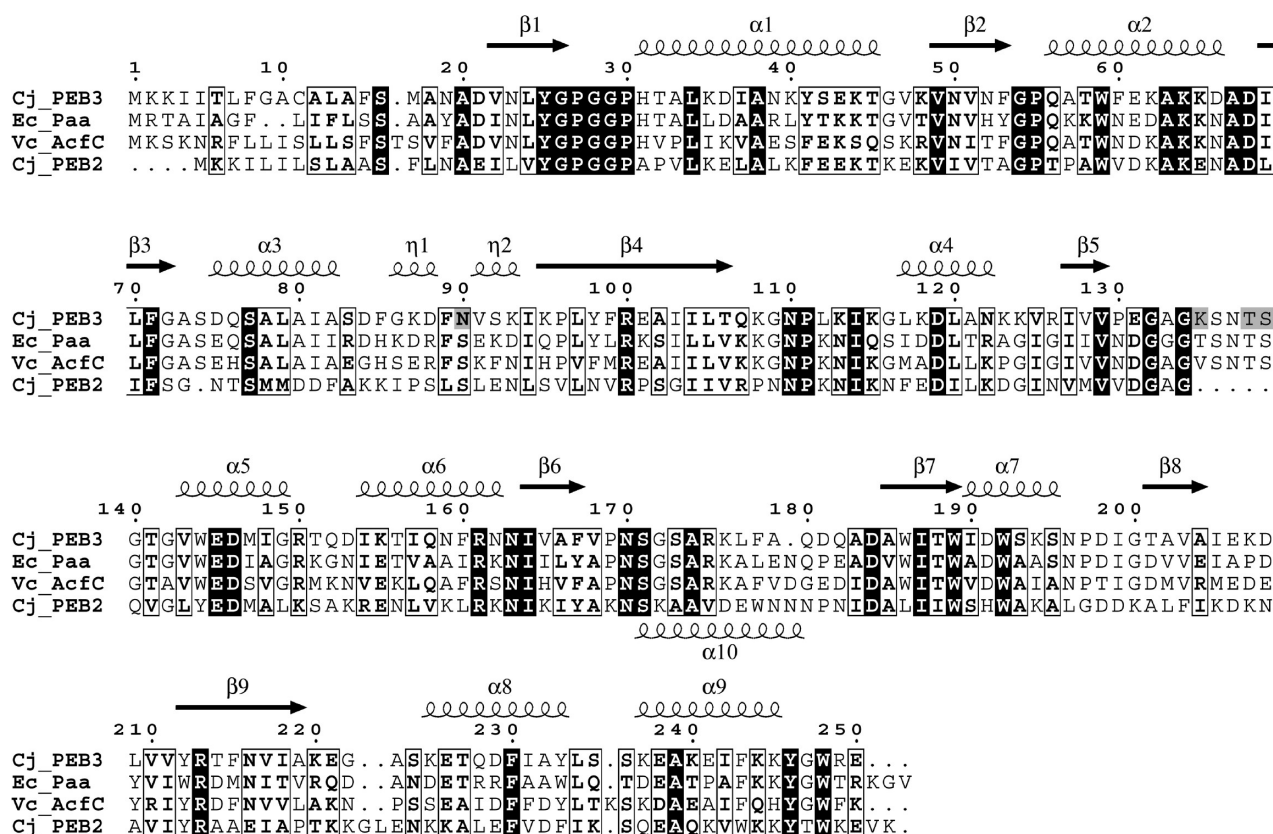 β1 α1 β2 α2
1 10 20 30 40 50 60
Cj_PEB3 MKKIITLFGACALAFS.MANADVNLYGPGGPHTALKDIANKYSEKTGVKVNVNFGPQATWFEKAKKDADI
Ec_Paa MRTAIAGF..LIFLSS.AAYADINLYGPGGPHTALLDAARLYTKKTGVTVNVHYGPQKKWNEDAKKNADI
Vc_AcfC MKSKNRFLLISLLSFSTSVFADVNLYGPGGPHVPLIKVAESFEKSQSKRVNITFGPQATWNDKAKKNADI
Cj_PEB2 ....MKKILILSLAAS.FLNAEILVYGPGGPAPVLKELALKFEEKTKEKVIVTAGPTPAWVDKAKENADL
β3 α3 η1 η2 β4 α4 β5
70 80 90 100 110 120 130
Cj_PEB3 LFGASDQSALAIASDFGKDFNVSKIKPLYFREAIILTQKGNPLKIKGLKDLANKKVRIVVPEGAGKSNTS
Ec_Paa LFGASEQSALAIIRDHKDRFSEKDIQPLYLRKSILLVKKGNPKNIQSIDDLTRAGIGIIVNDGGGTSNTS
Vc_AcfC LFGASEHSALAIAGHSERFSKFNIHPVFMREAIILVKKGNPKNIKGMADLLKPGIGIVVNDGAGVSNTS
Cj_PEB2 IFSG.NTSMMDDFAKKIPSLSLENLSVLNVRPSGIIVRPNNPKNIKNFEDILKDGINVMVVDGAG.....
α5 α6 β6 β7 α7 β8
140 150 160 170 180 190 200
Cj_PEB3 GTGVWEDMIGRTQDIKTIQNFRNNIVAFVPNSGSARKLFA.QDQADAWITWIDWSKSNPDIGTAVAIEKD
Ec_Paa GTGVWEDIAGRKGNIETVAAIRKNIILYAPNSGSARKALENQPEADVWITWADWAASNPDIGDVVEIAPD
Vc_AcfC GTAVWEDSVGRMKNVEKLQAFRSNIHVFAPNSGSARKAFVDGEDIDAWITWVDWAIANPTIGDMVRMEDE
Cj_PEB2 QVGLYEDMALKSAKRENLVKLRKNIKIYAKNSKAAVDEWNNNPNIDALIIWSHWAKALGDDKALFIKDKN
α10
β9 α8 α9
210 220 230 240 250
Cj_PEB3 LVVYRTFNVIAKEG..ASKETQDFIAYLS.SKEAKEIFKKYGWRE...
Ec_Paa YVIWRDMNITVRQD..ANDETRRFAAWLQ.TDEATPAFKKYGWTRKGV
Vc_AcfC YRIYRDFNVVLAKN..PSSEAIDFFDYLTKSKDAEAIFQHYGWFK...
Cj_PEB2 AVIYRAAEIAPTKKGLENKKALEFVDFIK.SQEAQKVWKKYTWKEVK.